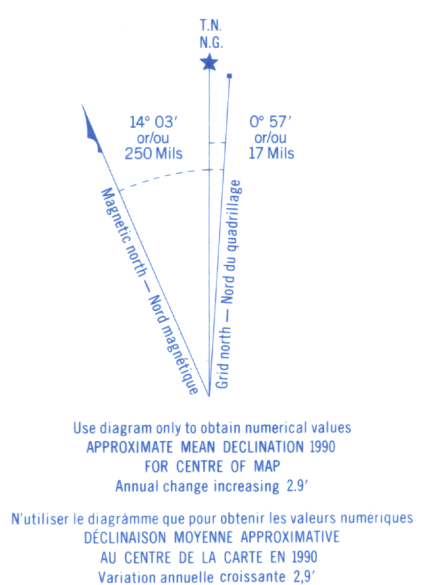 T.N.
N.G.
14° 03′
or/ou
250 Mils
0° 57′
or/ou
17 Mils
Magnetic north — Nord magnétique
Grid north — Nord du quadrillage
Use diagram only to obtain numerical values
APPROXIMATE MEAN DECLINATION 1990
FOR CENTRE OF MAP
Annual change increasing 2.9′
N'utiliser le diagràmme que pour obtenir les valeurs numériques
DÉCLINAISON MOYENNE APPROXIMATIVE
AU CENTRE DE LA CARTE EN 1990
Variation annuelle croissante 2,9′